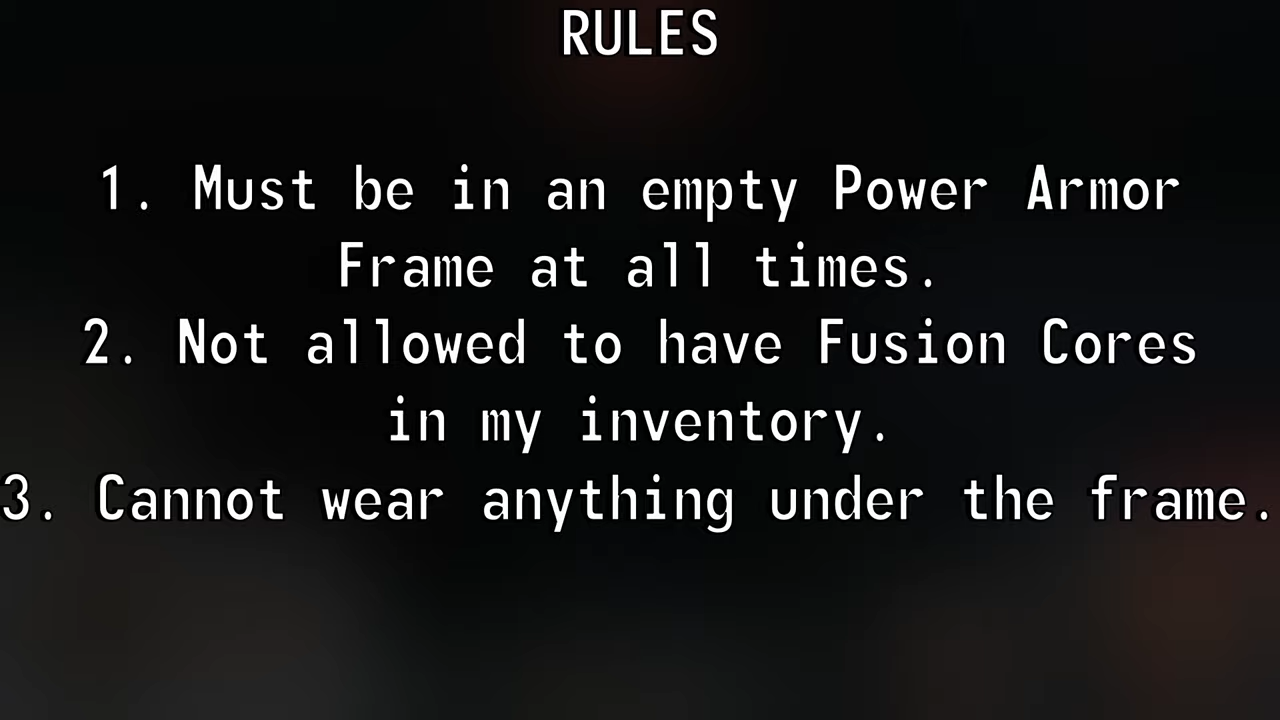 RULES
1. Must be in an empty Power Armor
Frame at all times.
2. Not allowed to have Fusion Cores
in my inventory.
3. Cannot wear anything under the frame.